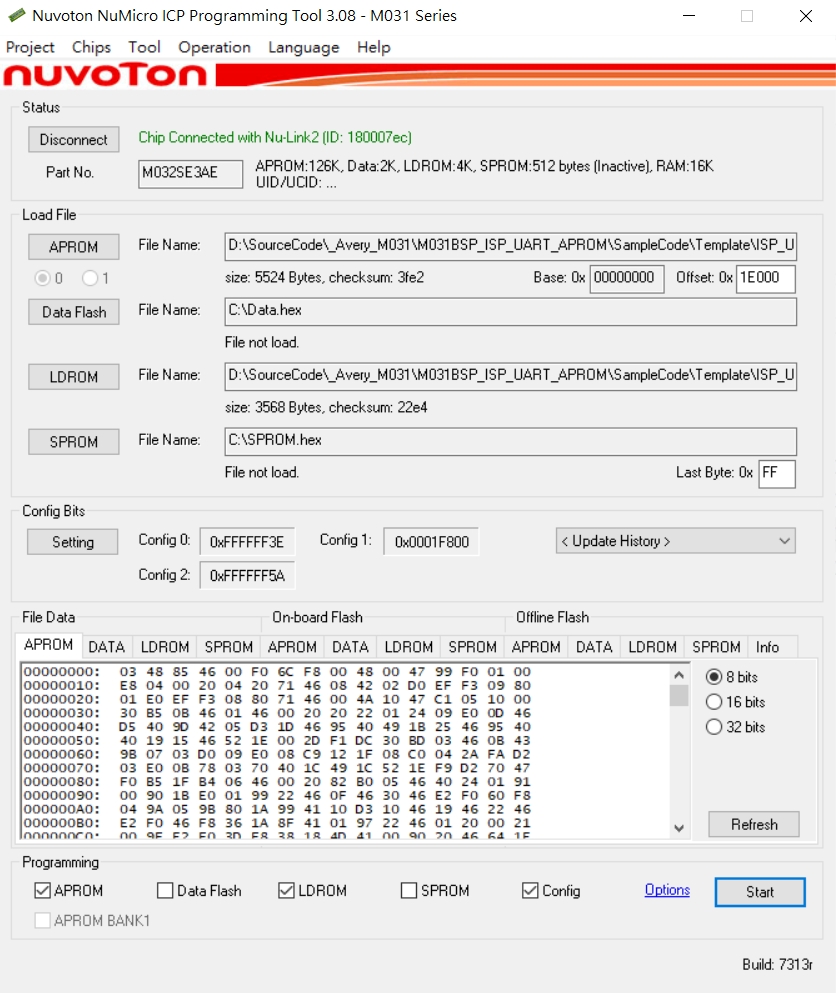 Nuvoton NuMicro ICP Programming Tool 3.08 - M031 Series
Project Chips Tool Operation Language Help
nuvoTon
Status
Disconnect Chip Connected with Nu-Link2 (ID: 180007ec)
Part No. M032SE3AE APROM:126K, Data:2K, LDROM:4K, SPROM:512 bytes (Inactive), RAM:16K
UID/UCID: ...
Load File
APROM File Name: D:\SourceCode\_Avery_M031\M031BSP_ISP_UART_APROM\SampleCode\Template\ISP_U
0 1 size: 5524 Bytes, checksum: 3fe2 Base: 0x 00000000 Offset: 0x 1E000
Data Flash File Name: C:\Data.hex
File not load.
LDROM File Name: D:\SourceCode\_Avery_M031\M031BSP_ISP_UART_APROM\SampleCode\Template\ISP_U
size: 3568 Bytes, checksum: 22e4
SPROM File Name: C:\SPROM.hex
File not load. Last Byte: 0x FF
Config Bits
Setting Config 0: 0xFFFFFF3E Config 1: 0x0001F800 < Update History >
Config 2: 0xFFFFFF5A
File Data On-board Flash Offline Flash
APROM DATA LDROM SPROM APROM DATA LDROM SPROM APROM DATA LDROM SPROM Info
00000000: 03 48 85 46 00 F0 6C F8 00 48 00 47 99 F0 01 00
00000010: E8 04 00 20 04 20 71 46 08 42 02 D0 EF F3 09 80
00000020: 01 E0 EF F3 08 80 71 46 00 4A 10 47 C1 05 10 00
00000030: 30 B5 0B 46 01 46 00 20 20 22 01 24 09 E0 0D 46
00000040: D5 40 9D 42 05 D3 1D 46 95 40 49 1B 25 46 95 40
00000050: 40 19 15 46 52 1E 00 2D F1 DC 30 BD 03 46 0B 43
00000060: 9B 07 03 D0 09 E0 08 C9 12 1F 08 C0 04 2A FA D2
00000070: 03 E0 0B 78 03 70 40 1C 49 1C 52 1E F9 D2 70 47
00000080: F0 B5 1F B4 06 46 00 20 82 B0 05 46 40 24 01 91
00000090: 00 90 1B E0 01 99 22 46 0F 46 30 46 E2 F0 60 F8
000000A0: 04 9A 05 9B 80 1A 99 41 10 D3 10 46 19 46 22 46
000000B0: E2 F0 46 F8 36 1A 8F 41 01 97 22 46 01 20 00 21
000000C0: 00 9E E2 F0 3D F8 38 18 4D 41 00 90 20 46 64 1E
8 bits
16 bits
32 bits
Refresh
Programming
APROM Data Flash LDROM SPROM Config Options Start
APROM BANK1
Build: 7313r